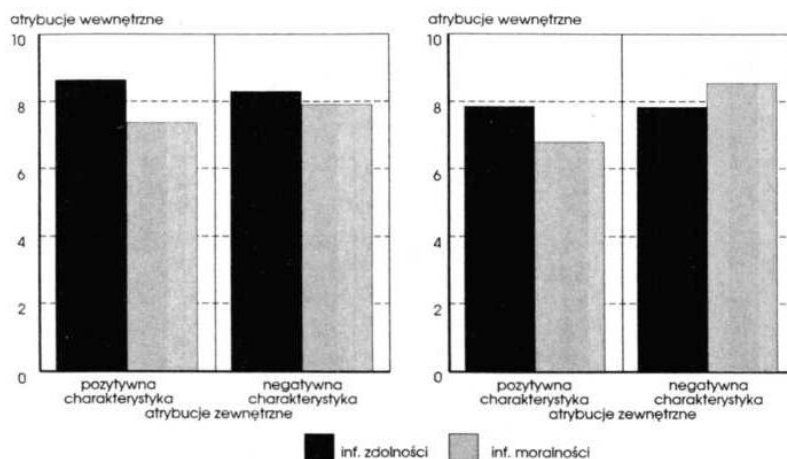 atrybucje wewnętrzne
10
8
6
4
2
0
pozytywna
charakterystyka
negatywna
charakterystyka
atrybucje zewnętrzne
atrybucje wewnętrzne
10
8
6
4
2
0
pozytywna
charakterystyka
negatywna
charakterystyka
atrybucje zewnętrzne
inf. zdolności
inf. moralności